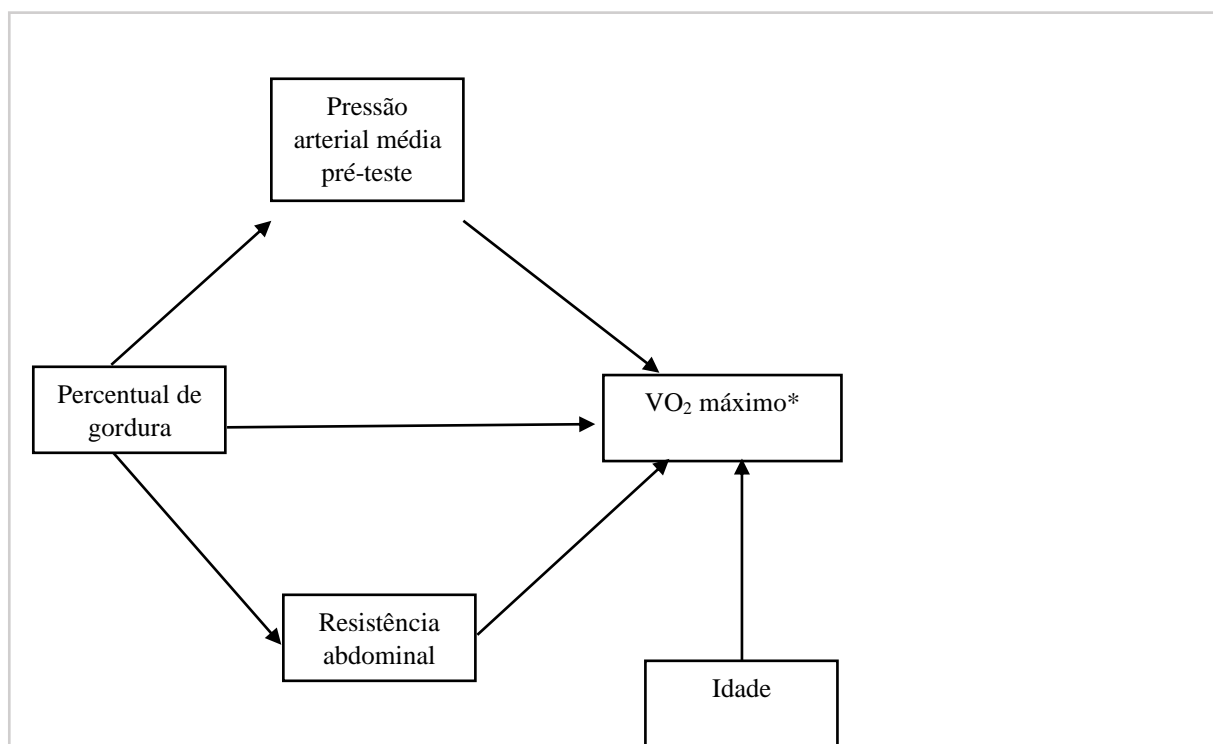 Pressão
arterial média
pré-teste
Percentual de
gordura
VO₂ máximo*
Resistência
abdominal
Idade